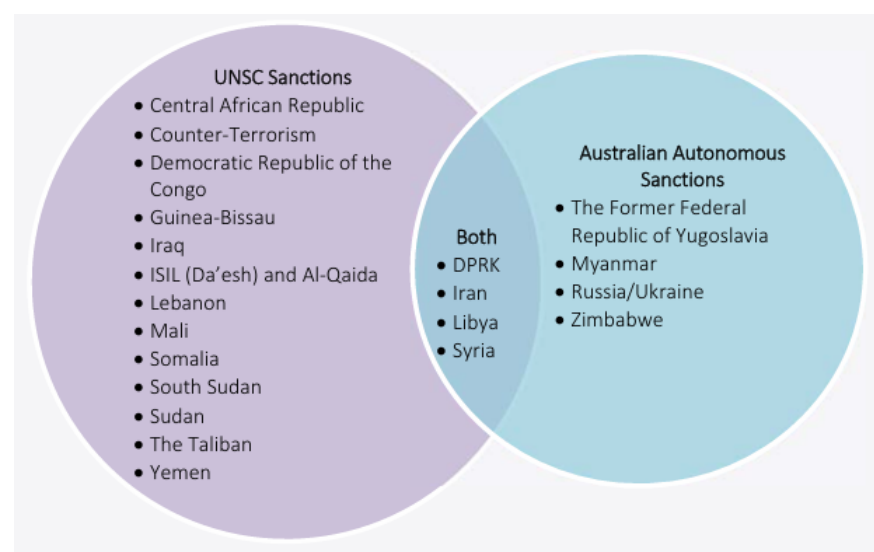 UNSC Sanctions
• Central African Republic
• Counter-Terrorism
• Democratic Republic of the
Congo
• Guinea-Bissau
• Iraq
• ISIL (Da’esh) and Al-Qaida
• Lebanon
• Mali
• Somalia
• South Sudan
• Sudan
• The Taliban
• Yemen
Both
• DPRK
• Iran
• Libya
• Syria
Australian Autonomous
Sanctions
• The Former Federal
Republic of Yugoslavia
• Myanmar
• Russia/Ukraine
• Zimbabwe